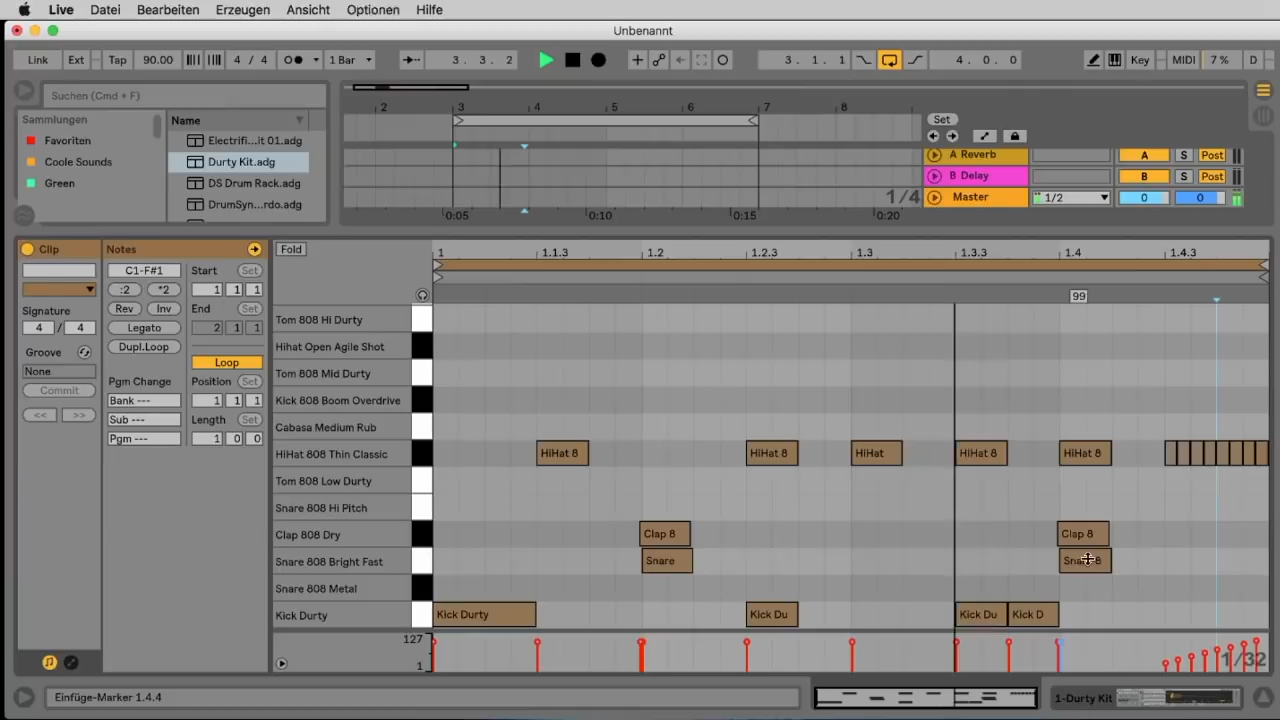 Live Datei Bearbeiten Erzeugen Ansicht Optionen Hilfe
Unbenannt
Link Ext Tap 90.00 4 / 4 1 Bar 3. 3. 2 3. 1. 1 4. 0. 0 Key MIDI 7 % D
Suchen (Cmd + F)
Sammlungen
Favoriten
Coole Sounds
Green
Name
Electrifi...it 01.adg
Durty Kit.adg
DS Drum Rack.adg
DrumSyn...rdo.adg
2 3 4 5 6 7 8
1/4
0:05 0:10 0:15 0:20
Set
A Reverb A S Post
B Delay B S Post
Master 1/2 0 0
Clip
Signature
4 / 4
Groove
None
Commit
<< >>
Notes
C1-F#1
:2 *2
Rev Inv
Legato
Dupl.Loop
Pgm Change
Bank ---
Sub ---
Pgm ---
Start Set
1 1 1
End Set
2 1 1
Loop
Position Set
1 1 1
Length Set
1 0 0
Fold
1 1.1.3 1.2 1.2.3 1.3 1.3.3 1.4 1.4.3
99
Tom 808 Hi Durty
Hihat Open Agile Shot
Tom 808 Mid Durty
Kick 808 Boom Overdrive
Cabasa Medium Rub
HiHat 808 Thin Classic HiHat 8 HiHat 8 HiHat HiHat 8 HiHat 8
Tom 808 Low Durty
Snare 808 Hi Pitch
Clap 808 Dry Clap 8 Clap 8
Snare 808 Bright Fast Snare Snare 8
Snare 808 Metal
Kick Durty Kick Durty Kick Du Kick Du Kick D
127
1
1/32
Einfüge-Marker 1.4.4
1-Durty Kit